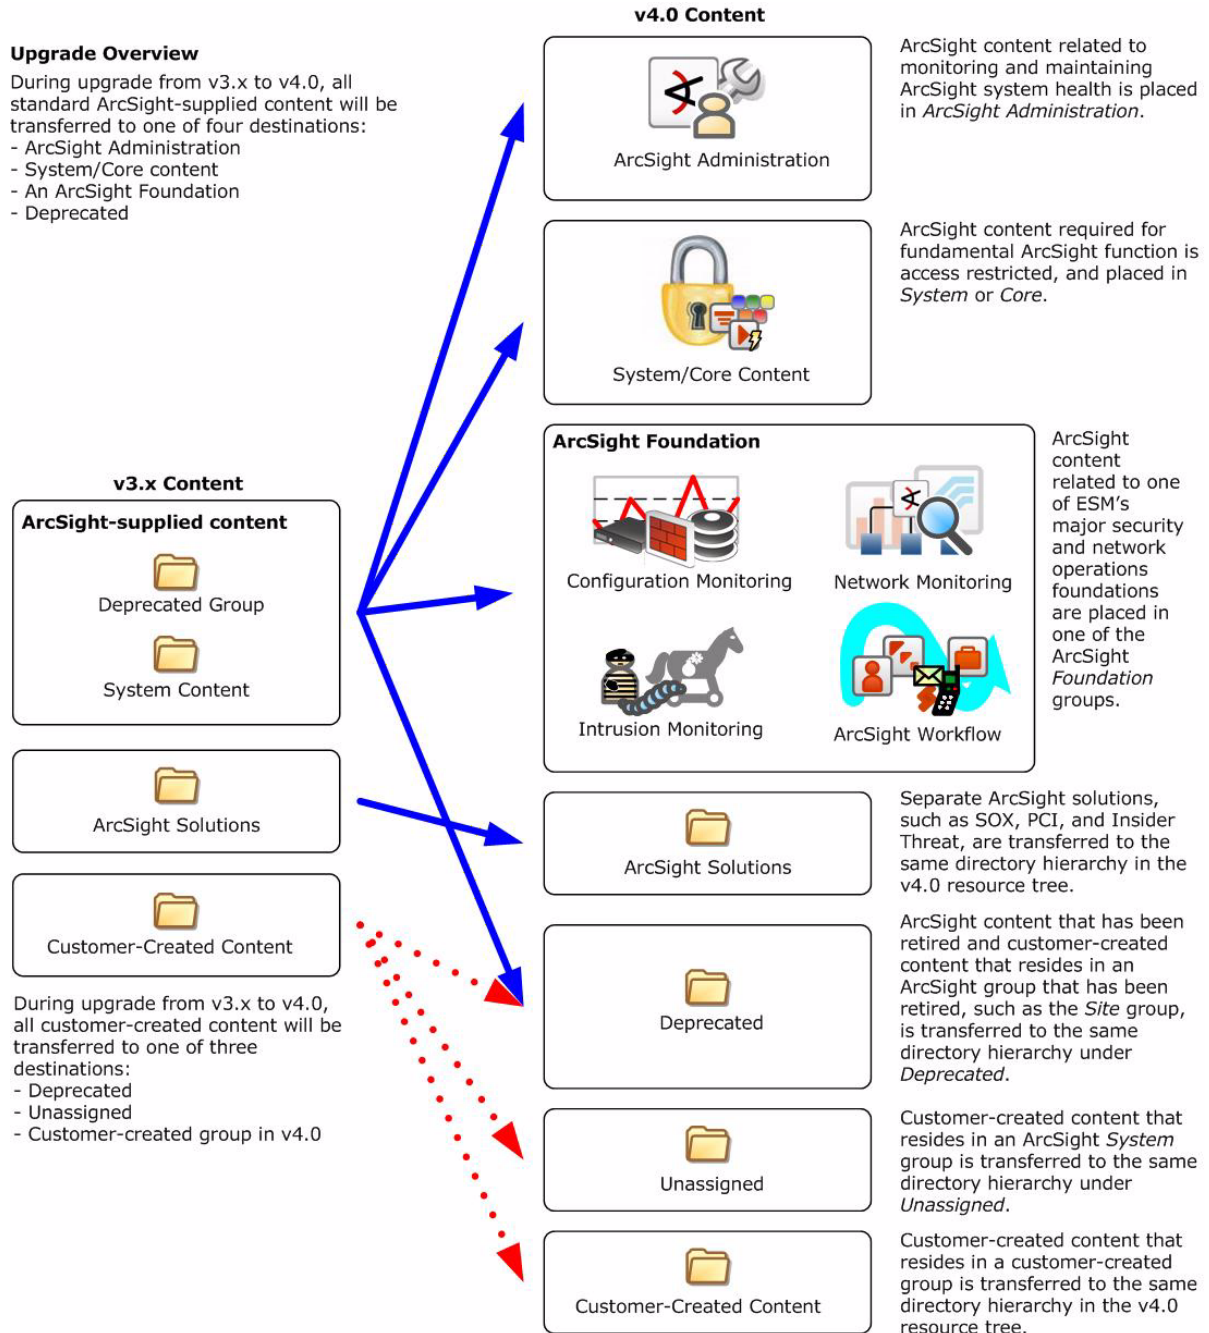 v4.0 Content
Upgrade Overview
During upgrade from v3.x to v4.0, all
standard ArcSight-supplied content will be
transferred to one of four destinations:
- ArcSight Administration
- System/Core content
- An ArcSight Foundation
- Deprecated
ArcSight Administration
ArcSight content related to
monitoring and maintaining
ArcSight system health is placed
in ArcSight Administration.
System/Core Content
ArcSight content required for
fundamental ArcSight function is
access restricted, and placed in
System or Core.
ArcSight Foundation
Configuration Monitoring
Network Monitoring
Intrusion Monitoring
ArcSight Workflow
ArcSight
content
related to one
of ESM's
major security
and network
operations
foundations
are placed in
one of the
ArcSight
Foundation
groups.
v3.x Content
ArcSight-supplied content
Deprecated Group
System Content
ArcSight Solutions
Customer-Created Content
During upgrade from v3.x to v4.0,
all customer-created content will be
transferred to one of three
destinations:
- Deprecated
- Unassigned
- Customer-created group in v4.0
ArcSight Solutions
Separate ArcSight solutions,
such as SOX, PCI, and Insider
Threat, are transferred to the
same directory hierarchy in the
v4.0 resource tree.
Deprecated
ArcSight content that has been
retired and customer-created
content that resides in an
ArcSight group that has been
retired, such as the Site group,
is transferred to the same
directory hierarchy under
Deprecated.
Unassigned
Customer-created content that
resides in an ArcSight System
group is transferred to the same
directory hierarchy under
Unassigned.
Customer-Created Content
Customer-created content that
resides in a customer-created
group is transferred to the same
directory hierarchy in the v4.0
resource tree.